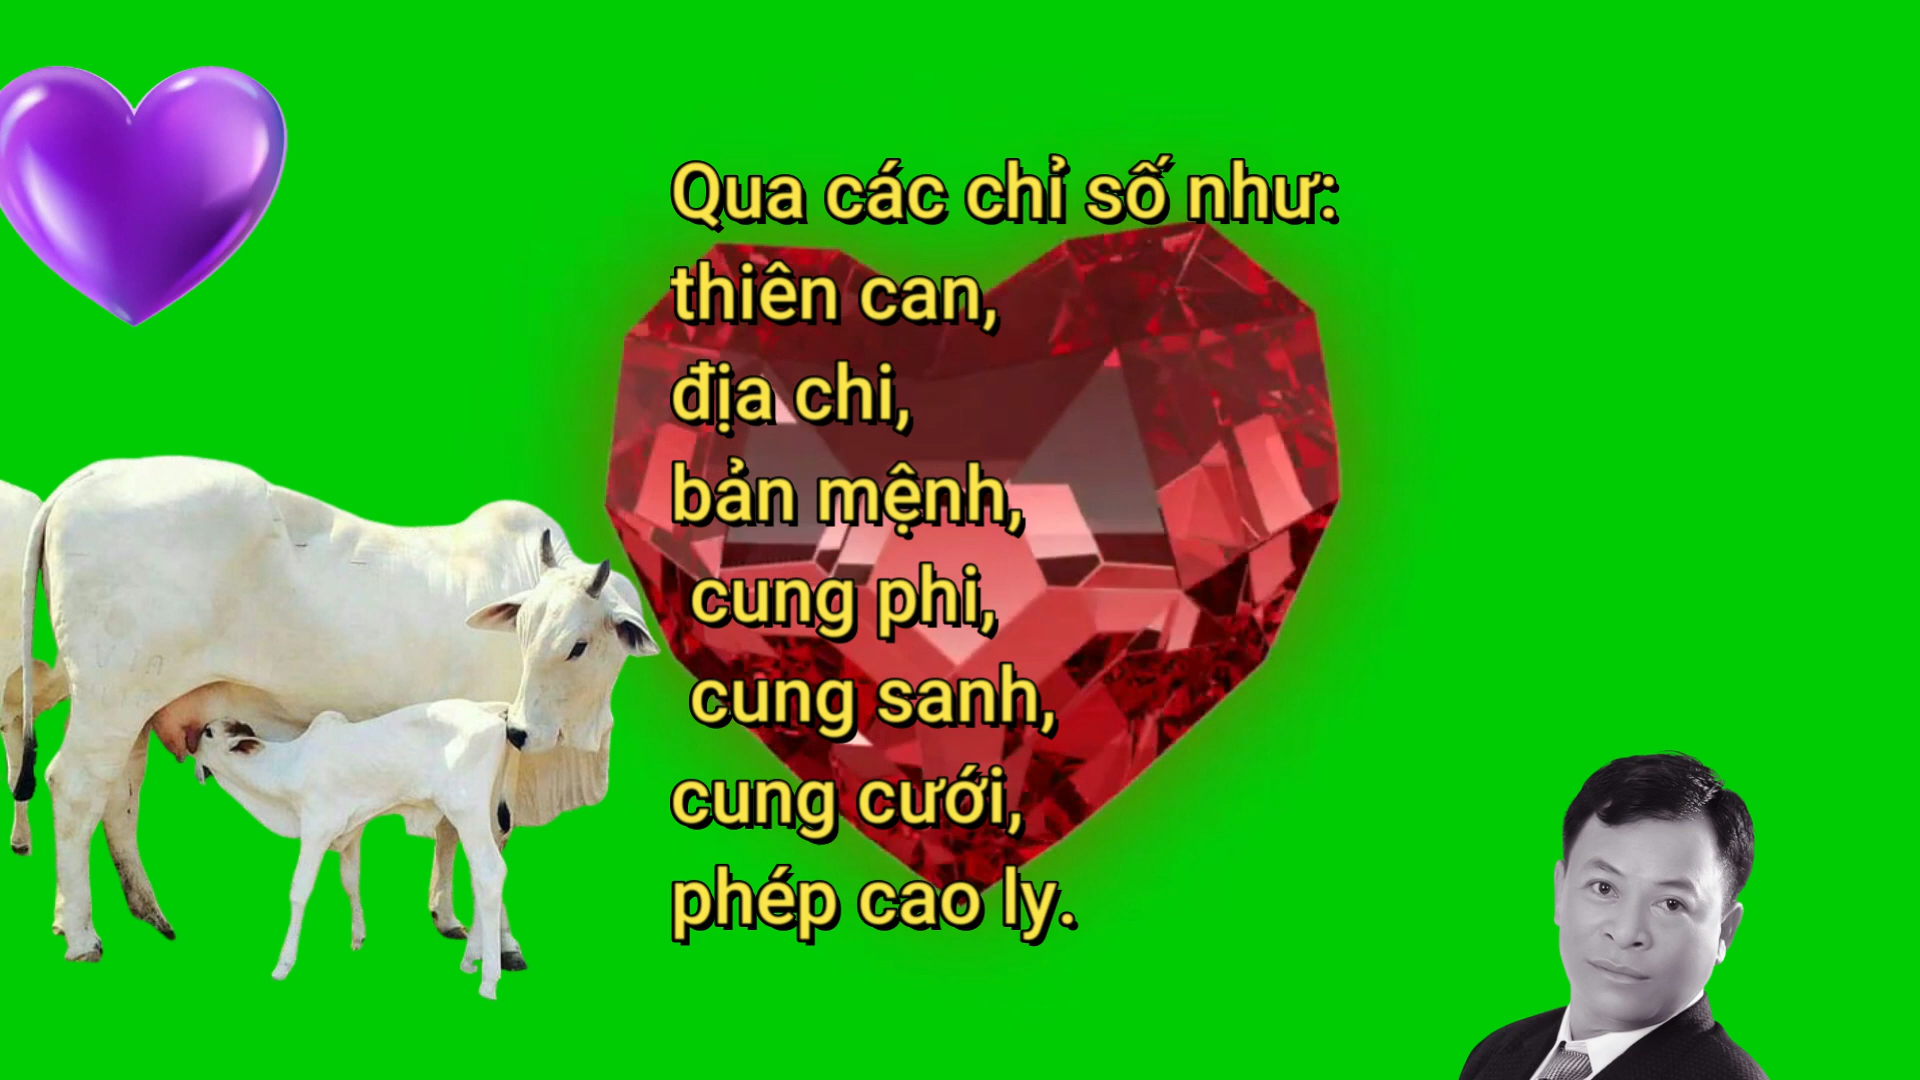 Qua các chỉ số như:
thiên can,
địa chi,
bản mệnh,
cung phi,
cung sanh,
cung cưới,
phép cao ly.